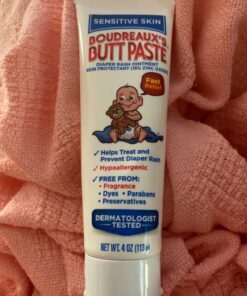 SENSITIVE SKIN
BOUDREAUX'S
BUTT PASTE
DIAPER RASH OINTMENT
SKIN PROTECTANT (16% ZINC OXIDE)
Fast
Relief
✓ Helps Treat and
Prevent Diaper Rash
✓ Hypoallergenic
✓ FREE FROM:
• Fragrance
• Dyes • Parabens
• Preservatives
DERMATOLOGIST
TESTED
NET WT. 4 OZ (113